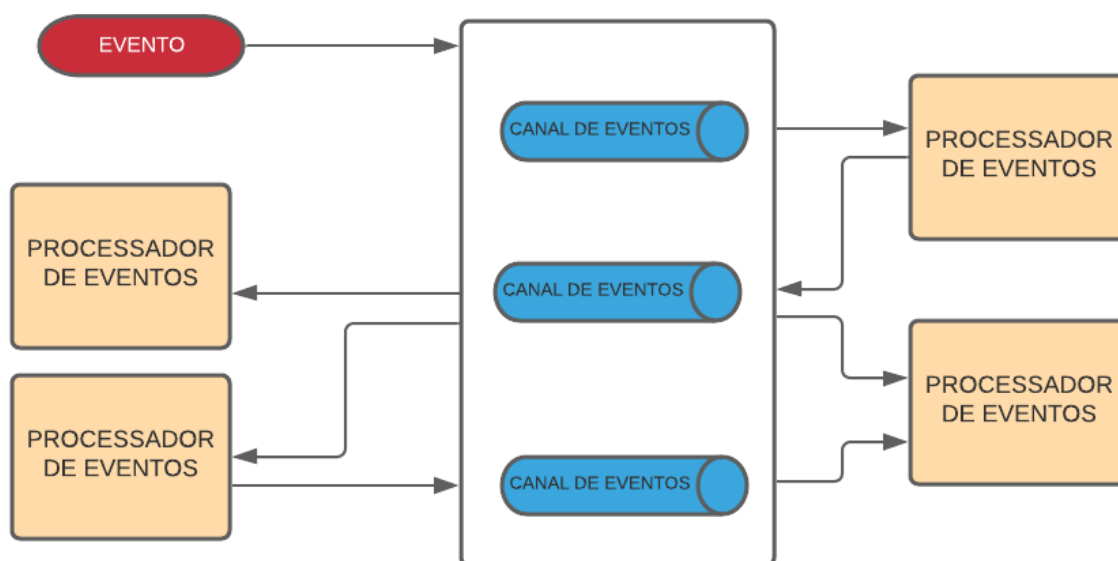 EVENTO
CANAL DE EVENTOS
PROCESSADOR
DE EVENTOS
PROCESSADOR
DE EVENTOS
CANAL DE EVENTOS
PROCESSADOR
DE EVENTOS
PROCESSADOR
DE EVENTOS
CANAL DE EVENTOS